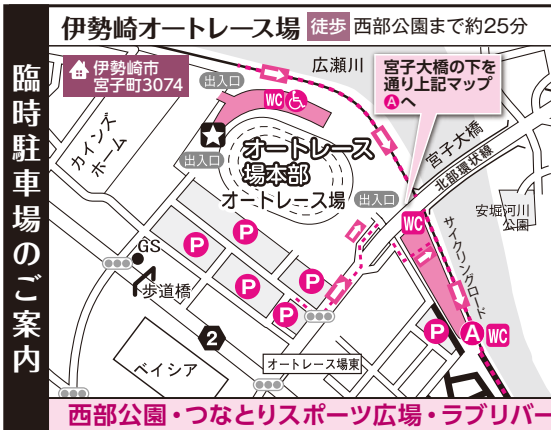 臨時駐車場のご案内
伊勢崎オートレース場 徒歩 西部公園まで約25分
伊勢崎市
宮子町3074
出入口
広瀬川
宮子大橋の下を
通り上記マップ
Aへ
WC
カインズ
ホーム
出入口
オートレース
場本部
オートレース場
出入口
宮子大橋
北部環状線
安堀河川
公園
WC
サイクリングロード
GS
歩道橋
P
P
P
P
P
P
A
WC
2
ベイシア
オートレース場東
西部公園・つなとりスポーツ広場・ラブリバー